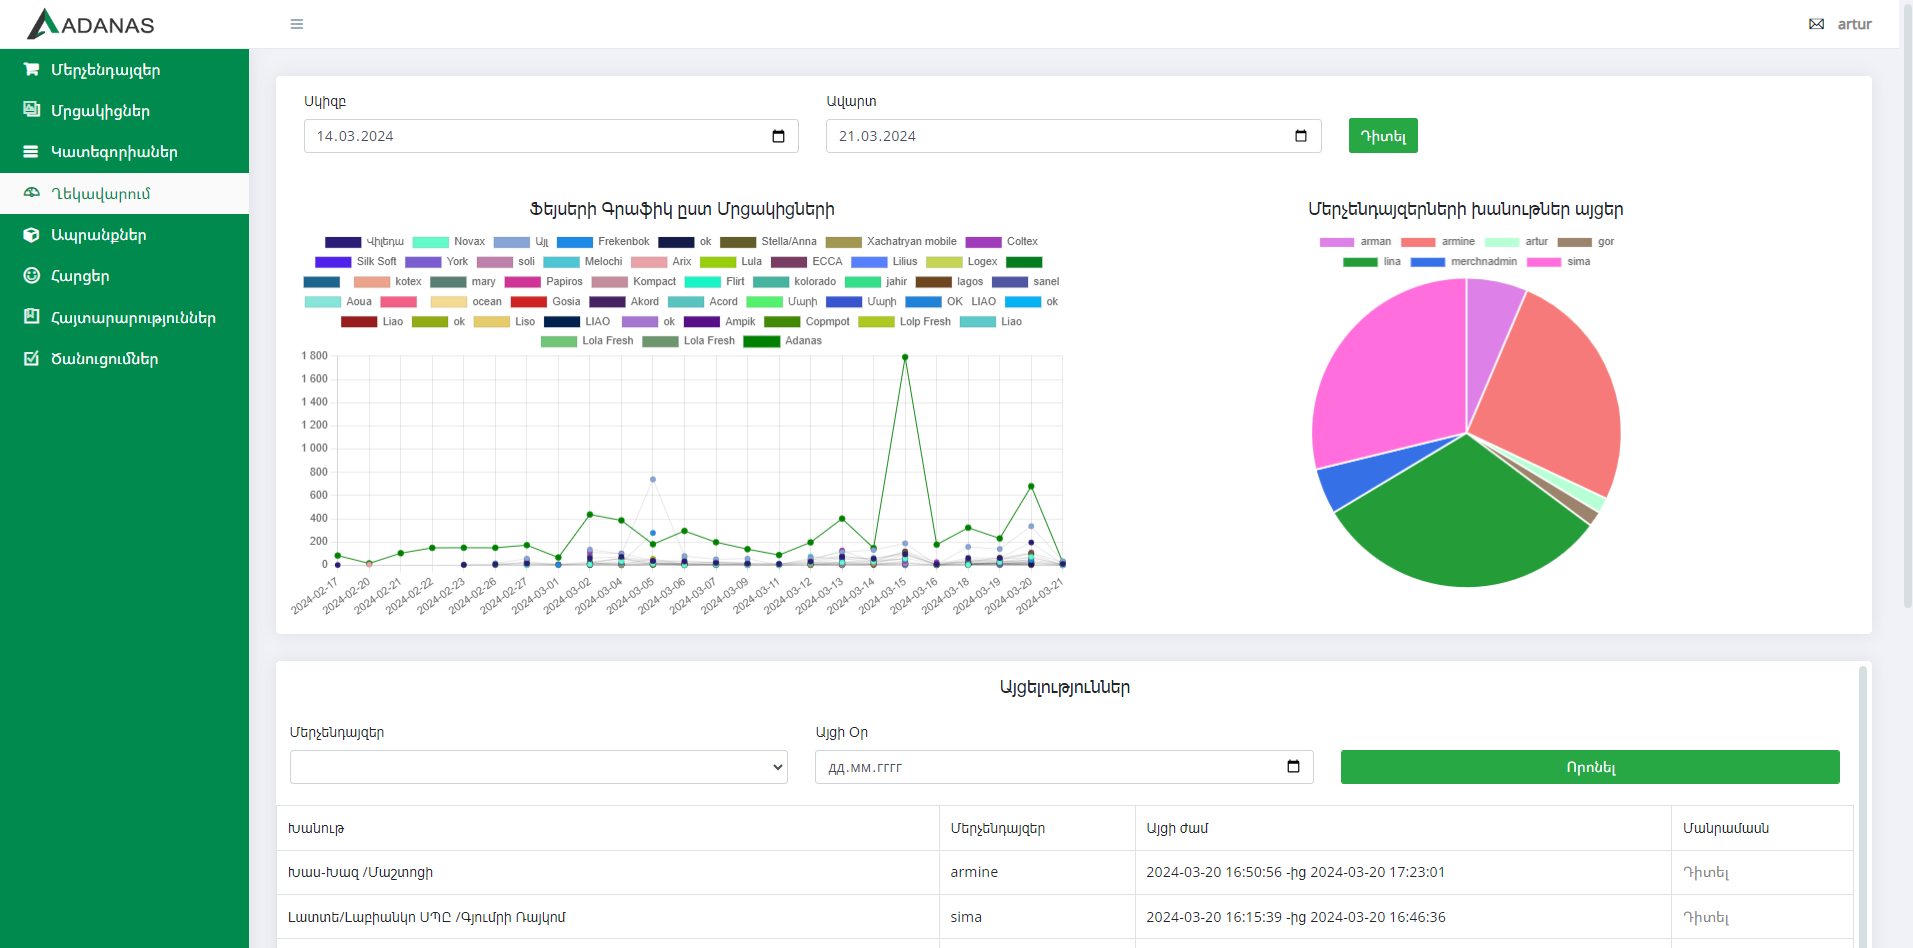 ADANAS
artur
Մերչենդայզեր
Մրցակիցներ
Կատեգորիաներ
Ղեկավարում
Ապրանքներ
Հարցեր
Հայտարարություններ
Ծանուցումներ
Սկիզբ
14.03.2024
Ավարտ
21.03.2024
Դիտել
Ֆեյսերի Գրաֆիկ ըստ Մրցակիցների
Վիլեդա Novax Այլ Frekenbok ok Stella/Anna Xachatryan mobile Coltex
Silk Soft York soli Melochi Arix Lula ECCA Lilius Logex
kotex mary Papiros Kompact Flirt kolorado jahir lagos sanel
Aoua ocean Gosia Akord Acord Մարի Մարի OK LIAO ok
Liao ok Liso LIAO ok Ampik Copmpot Lolp Fresh Liao
Lola Fresh Lola Fresh Adanas
1 800
1 600
1 400
1 200
1 000
800
600
400
200
0
2024-02-17 2024-02-20 2024-02-21 2024-02-22 2024-02-23 2024-02-26 2024-02-27 2024-03-01 2024-03-02 2024-03-04 2024-03-05 2024-03-06 2024-03-07 2024-03-09 2024-03-11 2024-03-12 2024-03-13 2024-03-14 2024-03-15 2024-03-16 2024-03-18 2024-03-19 2024-03-20 2024-03-21
Մերչենդայզերների խանութներ այցեր
arman armine artur gor
lina merchnadmin sima
Այցելություններ
Մերչենդայզեր
Այցի Օր
дд.мм.гггг
Որոնել
Խանութ Մերչենդայզեր Այցի ժամ Մանրամասն
Խաս-Խազ /Մաշտոցի armine 2024-03-20 16:50:56 -ից 2024-03-20 17:23:01 Դիտել
Լատտե/Լաբիանկո ՍՊԸ /Գյումրի Ռայկոմ sima 2024-03-20 16:15:39 -ից 2024-03-20 16:46:36 Դիտել